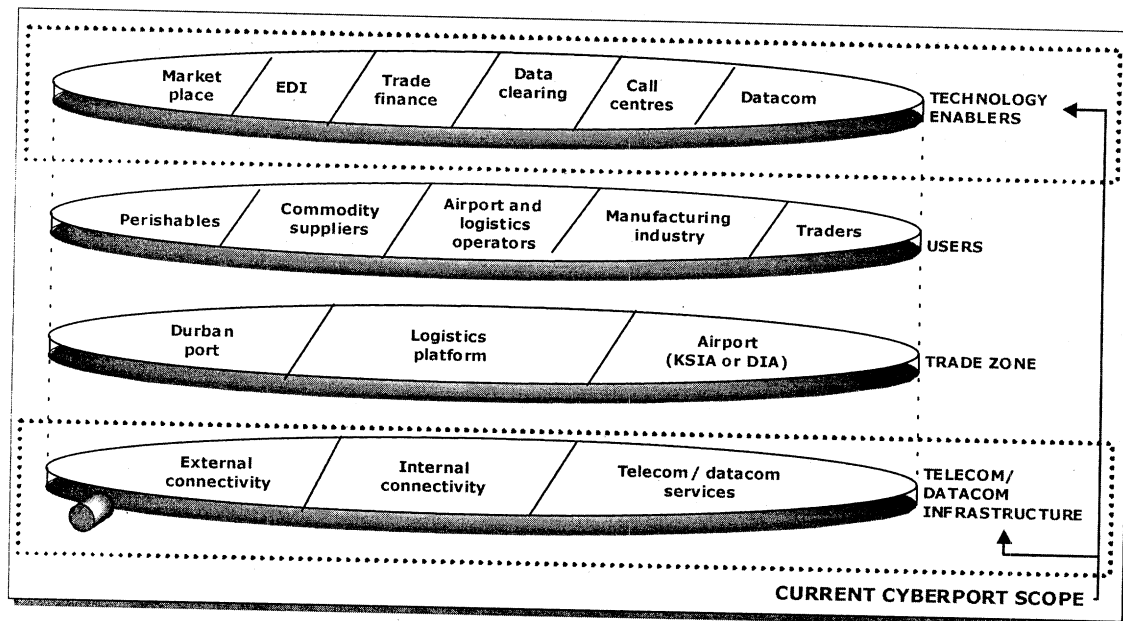 Market
place
EDI
Trade
finance
Data
clearing
Call
centres
Datacom
TECHNOLOGY
ENABLERS
Perishables
Commodity
suppliers
Airport and
logistics
operators
Manufacturing
industry
Traders
USERS
Durban
port
Logistics
platform
Airport
(KSIA or DIA)
TRADE ZONE
External
connectivity
Internal
connectivity
Telecom / datacom
services
TELECOM/
DATACOM
INFRASTRUCTURE
CURRENT CYBERPORT SCOPE